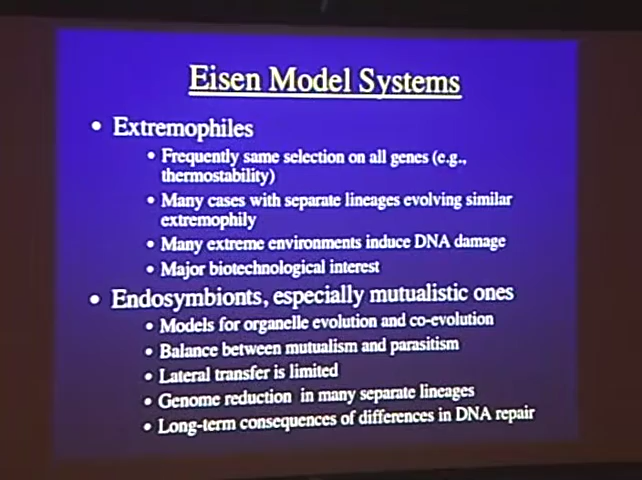 Eisen Model Systems
• Extremophiles
• Frequently same selection on all genes (e.g.,
thermostability)
• Many cases with separate lineages evolving similar
extremophily
• Many extreme environments induce DNA damage
• Major biotechnological interest
• Endosymbionts, especially mutualistic ones
• Models for organelle evolution and co-evolution
• Balance between mutualism and parasitism
• Lateral transfer is limited
• Genome reduction in many separate lineages
• Long-term consequences of differences in DNA repair